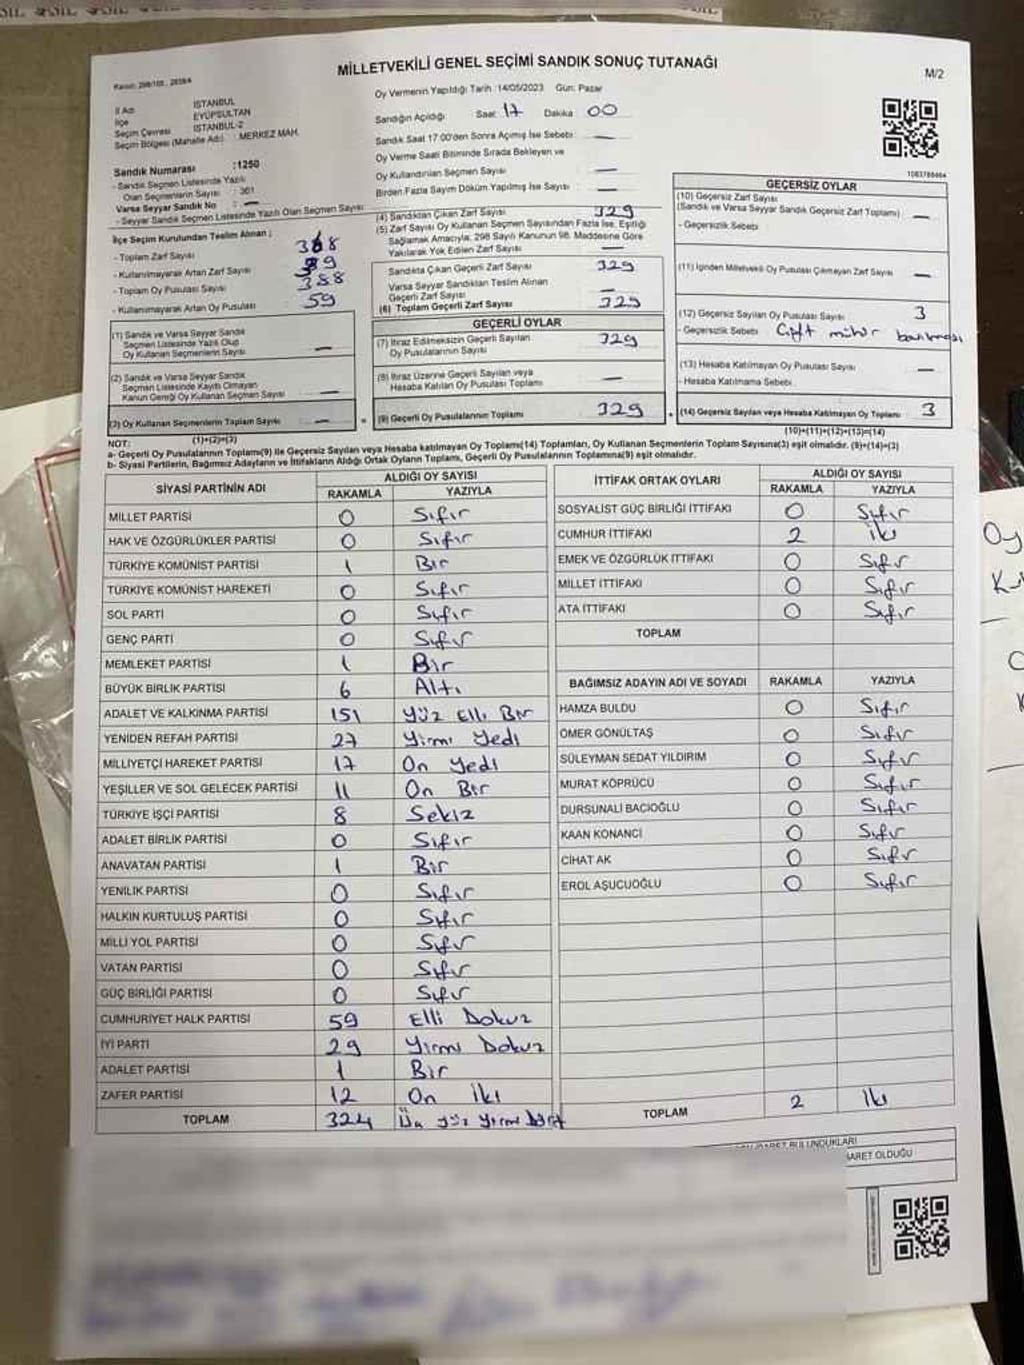 MİLLETVEKİLİ GENEL SEÇİMİ SANDIK SONUÇ TUTANAĞI
M/2
Oy Vermenin Yapıldığı Tarih :14/05/2023 Gün: Pazar
İl Adı İSTANBUL
İlçe EYÜPSULTAN
Seçim Çevresi İSTANBUL-2
Seçim Bölgesi (Mahalle Adı) : MERKEZ MAH.
Sandığın Açıldığı Saat 17 Dakika 00
Sandık Saat 17:00'den Sonra Açılmış İse Sebebi: —
Oy Verme Saati Bitiminde Sırada Bekleyen ve
Oy Kullandırılan Seçmen Sayısı —
Birden Fazla Sayım Döküm Yapılmış İse Sayısı : —
1083788464
Sandık Numarası :1250
- Sandık Seçmen Listesinde Yazılı
Olan Seçmenlerin Sayısı : 361
Varsa Seyyar Sandık No : —
- Seyyar Sandık Seçmen Listesinde Yazılı Olan Seçmen Sayısı
İlçe Seçim Kurulundan Teslim Alınan ;
- Toplam Zarf Sayısı 388
- Kullanılmayarak Artan Zarf Sayısı
- Toplam Oy Pusulası Sayısı 388
- Kullanılmayarak Artan Oy Pusulası 59
(1) Sandık ve Varsa Seyyar Sandık
Seçmen Listesinde Yazılı Olup
Oy Kullanan Seçmenlerin Sayısı —
(2) Sandık ve Varsa Seyyar Sandık
Seçmen Listesinde Kayıtlı Olmayan
Kanun Gereği Oy Kullanan Seçmen Sayısı —
(3) Oy Kullanan Seçmenlerin Toplam Sayısı —
(1)+(2)=(3)
(4) Sandıktan Çıkan Zarf Sayısı 329
(5) Zarf Sayısı Oy Kullanan Seçmen Sayısından Fazla İse, Eşitliği
Sağlamak Amacıyla, 298 Sayılı Kanunun 98. Maddesine Göre
Yakılarak Yok Edilen Zarf Sayısı —
Sandıkta Çıkan Geçerli Zarf Sayısı 329
Varsa Seyyar Sandıktan Teslim Alınan
Geçerli Zarf Sayısı —
(6) Toplam Geçerli Zarf Sayısı 329
GEÇERLİ OYLAR
(7) İtiraz Edilmeksizin Geçerli Sayılan
Oy Pusulalarının Sayısı 329
(8) İtiraz Üzerine Geçerli Sayılan veya
Hesaba Katılan Oy Pusulası Toplamı —
(9) Geçerli Oy Pusulalarının Toplamı 329
GEÇERSİZ OYLAR
(10) Geçersiz Zarf Sayısı
(Sandık ve Varsa Seyyar Sandık Geçersiz Zarf Toplamı) —
- Geçersizlik Sebebi
(11) İçinden Milletvekili Oy Pusulası Çıkmayan Zarf Sayısı —
(12) Geçersiz Sayılan Oy Pusulası Sayısı 3
- Geçersizlik Sebebi Çift mühür basılması
(13) Hesaba Katılmayan Oy Pusulası Sayısı —
- Hesaba Katılmama Sebebi
(14) Geçersiz Sayılan veya Hesaba Katılmayan Oy Toplamı 3
(10)+(11)+(12)+(13)=(14)
NOT:
a- Geçerli Oy Pusulalarının Toplamı(9) ile Geçersiz Sayılan veya Hesaba katılmayan Oy Toplamı(14) Toplamları, Oy Kullanan Seçmenlerin Toplam Sayısına(3) eşit olmalıdır. (9)+(14)=(3)
b- Siyasi Partilerin, Bağımsız Adayların ve İttifakların Aldığı Ortak Oyların Toplamı, Geçerli Oy Pusulalarının Toplamına(9) eşit olmalıdır.
SİYASİ PARTİNİN ADI ALDIĞI OY SAYISI
RAKAMLA YAZIYLA
MİLLET PARTİSİ 0 Sıfır
HAK VE ÖZGÜRLÜKLER PARTİSİ 0 Sıfır
TÜRKİYE KOMÜNİST PARTİSİ 1 Bir
TÜRKİYE KOMÜNİST HAREKETİ 0 Sıfır
SOL PARTİ 0 Sıfır
GENÇ PARTİ 0 Sıfır
MEMLEKET PARTİSİ 1 Bir
BÜYÜK BİRLİK PARTİSİ 6 Altı
ADALET VE KALKINMA PARTİSİ 151 Yüz Elli Bir
YENİDEN REFAH PARTİSİ 27 Yirmi Yedi
MİLLİYETÇİ HAREKET PARTİSİ 17 On Yedi
YEŞİLLER VE SOL GELECEK PARTİSİ 11 On Bir
TÜRKİYE İŞÇİ PARTİSİ 8 Sekiz
ADALET BİRLİK PARTİSİ 0 Sıfır
ANAVATAN PARTİSİ 1 Bir
YENİLİK PARTİSİ 0 Sıfır
HALKIN KURTULUŞ PARTİSİ 0 Sıfır
MİLLİ YOL PARTİSİ 0 Sıfır
VATAN PARTİSİ 0 Sıfır
GÜÇ BİRLİĞİ PARTİSİ 0 Sıfır
CUMHURİYET HALK PARTİSİ 59 Elli Dokuz
İYİ PARTİ 29 Yirmi Dokuz
ADALET PARTİSİ 1 Bir
ZAFER PARTİSİ 12 On İki
TOPLAM 324 Üç yüz yirmi dört
İTTİFAK ORTAK OYLARI ALDIĞI OY SAYISI
RAKAMLA YAZIYLA
SOSYALİST GÜÇ BİRLİĞİ İTTİFAKI 0 Sıfır
CUMHUR İTTİFAKI 2 iki
EMEK VE ÖZGÜRLÜK İTTİFAKI 0 Sıfır
MİLLET İTTİFAKI 0 Sıfır
ATA İTTİFAKI 0 Sıfır
TOPLAM
BAĞIMSIZ ADAYIN ADI VE SOYADI RAKAMLA YAZIYLA
HAMZA BULDU 0 Sıfır
ÖMER GÖNÜLTAŞ 0 Sıfır
SÜLEYMAN SEDAT YILDIRIM 0 Sıfır
MURAT KÖPRÜCÜ 0 Sıfır
DURSUNALİ BACIOĞLU 0 Sıfır
KAAN KONANCİ 0 Sıfır
CİHAT AK 0 Sıfır
EROL AŞUCUOĞLU 0 Sıfır
TOPLAM 2 İki
BULUNDUKLARI
OLDUĞU
Oy